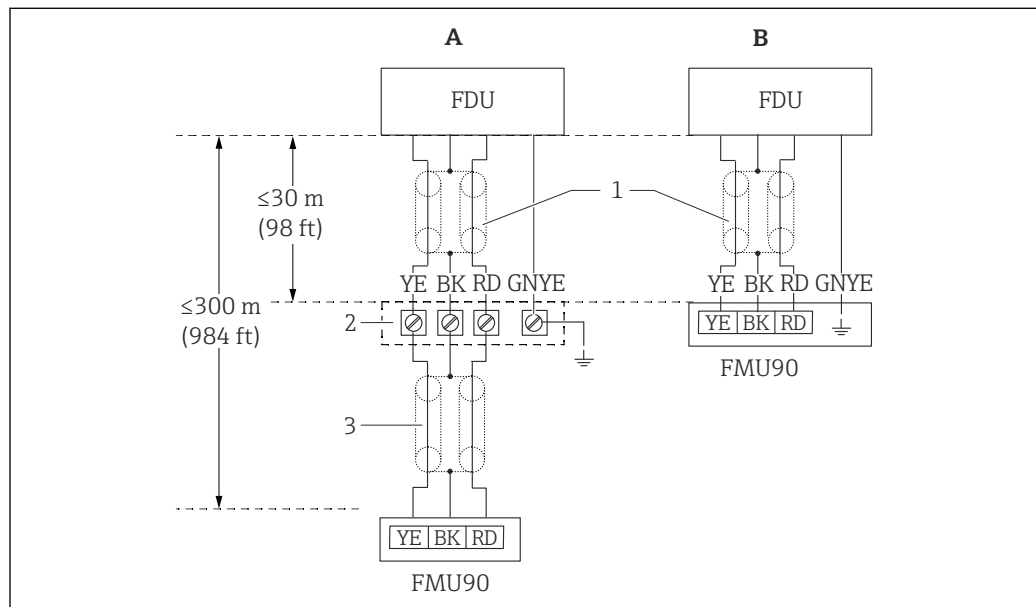 A B
FDU FDU
≤30 m
(98 ft)
1
YE BK RD GNYE YE BK RD GNYE
≤300 m
(984 ft)
2
YE BK RD
FMU90
3
YE BK RD
FMU90